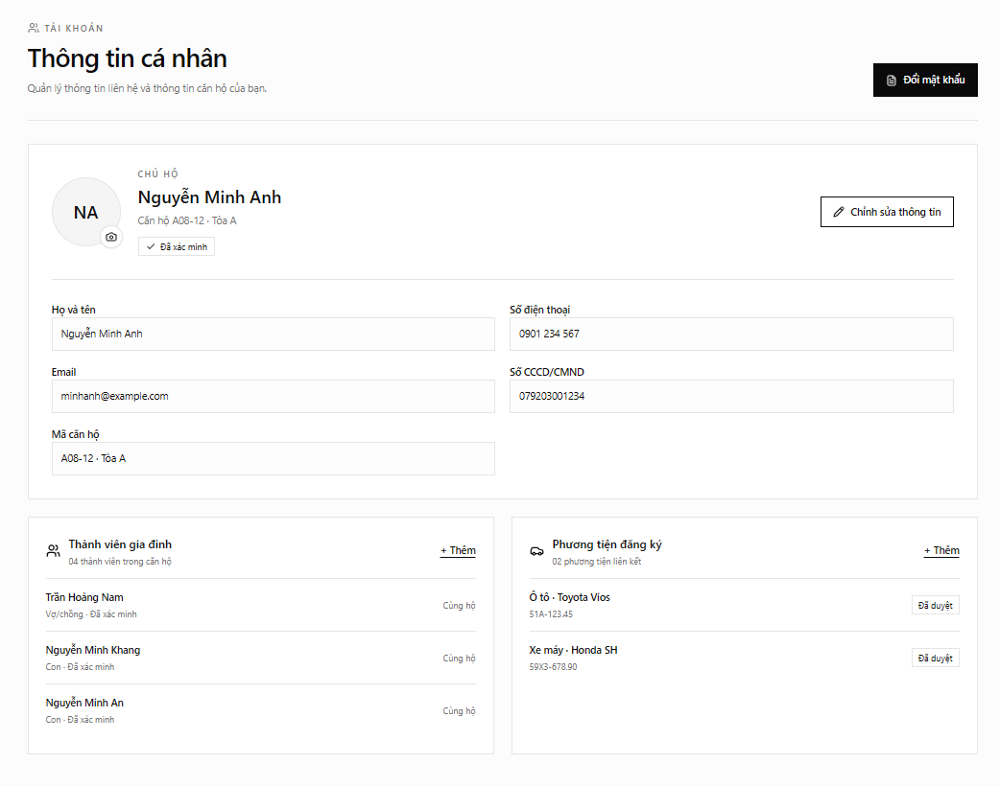 TÀI KHOẢN
Thông tin cá nhân
Quản lý thông tin liên hệ và thông tin căn hộ của bạn.
Đổi mật khẩu
NA
CHỦ HỘ
Nguyễn Minh Anh
Căn hộ A08-12 · Tòa A
Đã xác minh
Chỉnh sửa thông tin
Họ và tên
Nguyễn Minh Anh
Số điện thoại
0901 234 567
Email
minhanh@example.com
Số CCCD/CMND
079203001234
Mã căn hộ
A08-12 · Tòa A
Thành viên gia đình
04 thành viên trong căn hộ
+ Thêm
Trần Hoàng Nam
Vợ/chồng · Đã xác minh
Cùng hộ
Nguyễn Minh Khang
Con · Đã xác minh
Cùng hộ
Nguyễn Minh An
Con · Đã xác minh
Cùng hộ
Phương tiện đăng ký
02 phương tiện liên kết
+ Thêm
Ô tô · Toyota Vios
51A-123.45
Đã duyệt
Xe máy · Honda SH
59X3-678.90
Đã duyệt